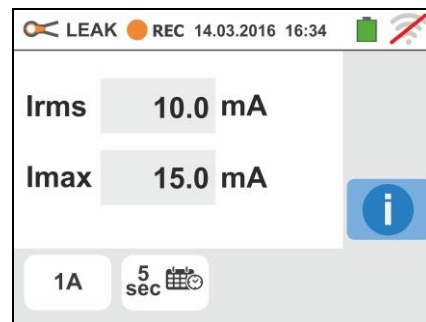 LEAK REC 14.03.2016 16:34
Irms 10.0 mA
Imax 15.0 mA
i
1A 5 sec